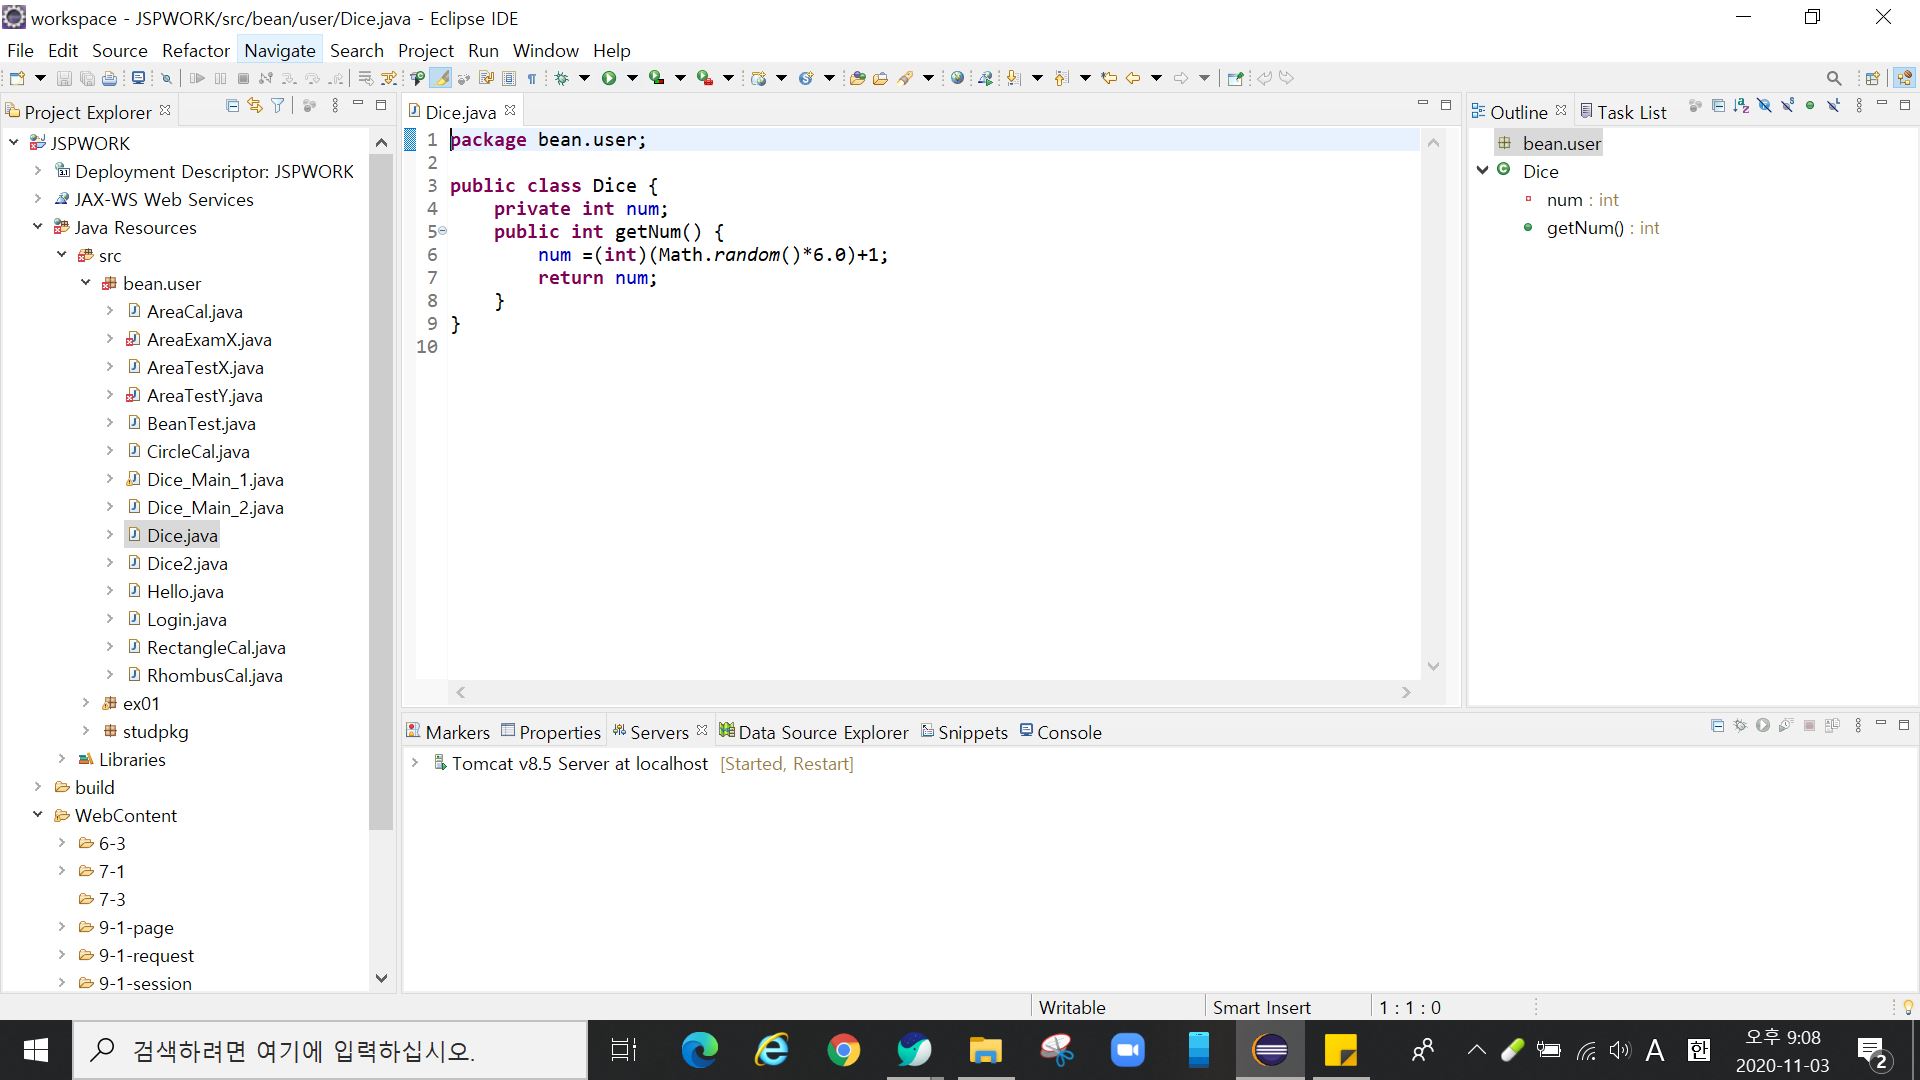 workspace - JSPWORK/src/bean/user/Dice.java - Eclipse IDE
File Edit Source Refactor Navigate Search Project Run Window Help
Project Explorer
JSPWORK
Deployment Descriptor: JSPWORK
JAX-WS Web Services
Java Resources
src
bean.user
AreaCal.java
AreaExamX.java
AreaTestX.java
AreaTestY.java
BeanTest.java
CircleCal.java
Dice_Main_1.java
Dice_Main_2.java
Dice.java
Dice2.java
Hello.java
Login.java
RectangleCal.java
RhombusCal.java
ex01
studpkg
Libraries
build
WebContent
6-3
7-1
7-3
9-1-page
9-1-request
9-1-session
Dice.java
1 package bean.user;
2
3 public class Dice {
4 private int num;
5 public int getNum() {
6 num =(int)(Math.random()*6.0)+1;
7 return num;
8 }
9 }
10
Outline Task List
bean.user
Dice
num : int
getNum() : int
Markers Properties Servers Data Source Explorer Snippets Console
Tomcat v8.5 Server at localhost [Started, Restart]
Writable Smart Insert 1 : 1 : 0
검색하려면 여기에 입력하십시오.
A 한 오후 9:08
2020-11-03
2